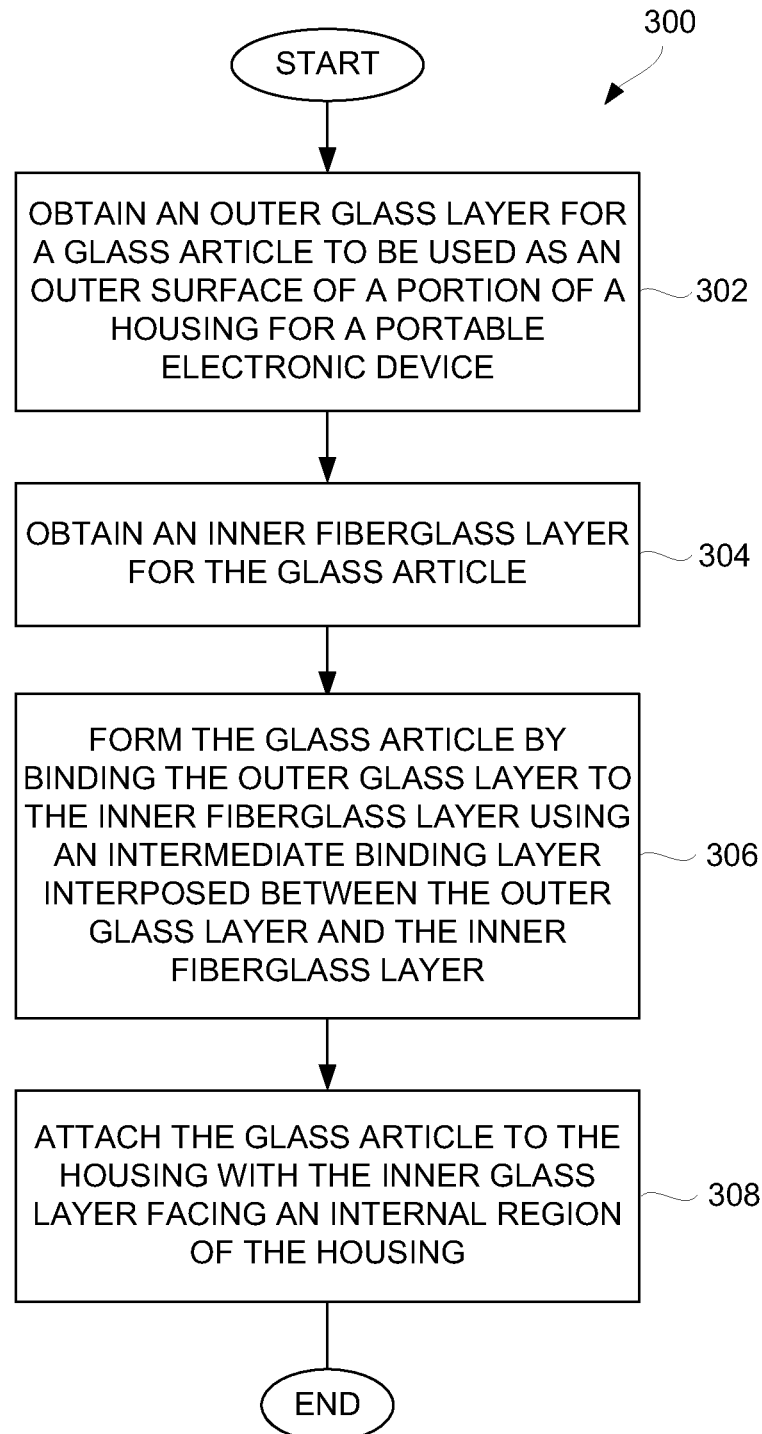 300
START
OBTAIN AN OUTER GLASS LAYER FOR
A GLASS ARTICLE TO BE USED AS AN
OUTER SURFACE OF A PORTION OF A
HOUSING FOR A PORTABLE
ELECTRONIC DEVICE
302
OBTAIN AN INNER FIBERGLASS LAYER
FOR THE GLASS ARTICLE
304
FORM THE GLASS ARTICLE BY
BINDING THE OUTER GLASS LAYER TO
THE INNER FIBERGLASS LAYER USING
AN INTERMEDIATE BINDING LAYER
INTERPOSED BETWEEN THE OUTER
GLASS LAYER AND THE INNER
FIBERGLASS LAYER
306
ATTACH THE GLASS ARTICLE TO THE
HOUSING WITH THE INNER GLASS
LAYER FACING AN INTERNAL REGION
OF THE HOUSING
308
END